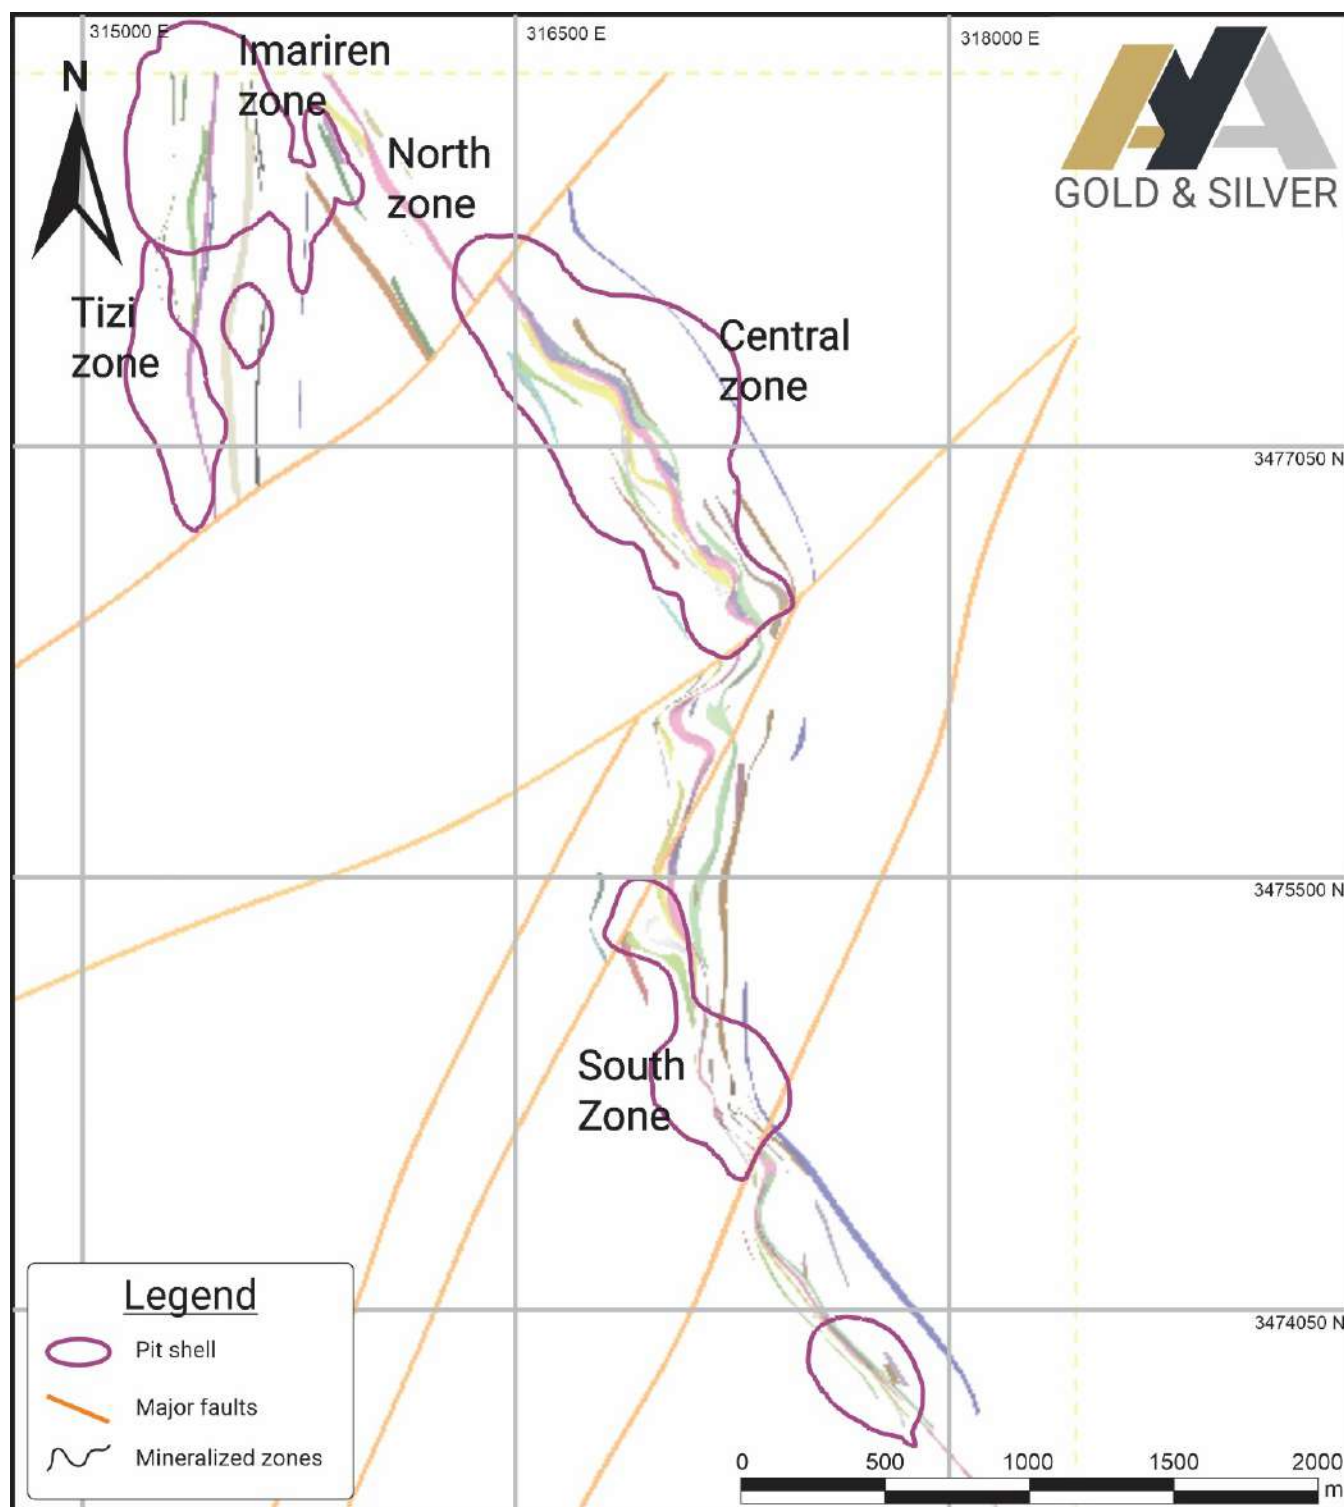 315000 E
316500 E
318000 E
N
Imariren
zone
North
zone
GOLD & SILVER
Tizi
zone
Central
zone
3477050 N
3475500 N
South
Zone
3474050 N
Legend
Pit shell
Major faults
Mineralized zones
0 500 1000 1500 2000
m